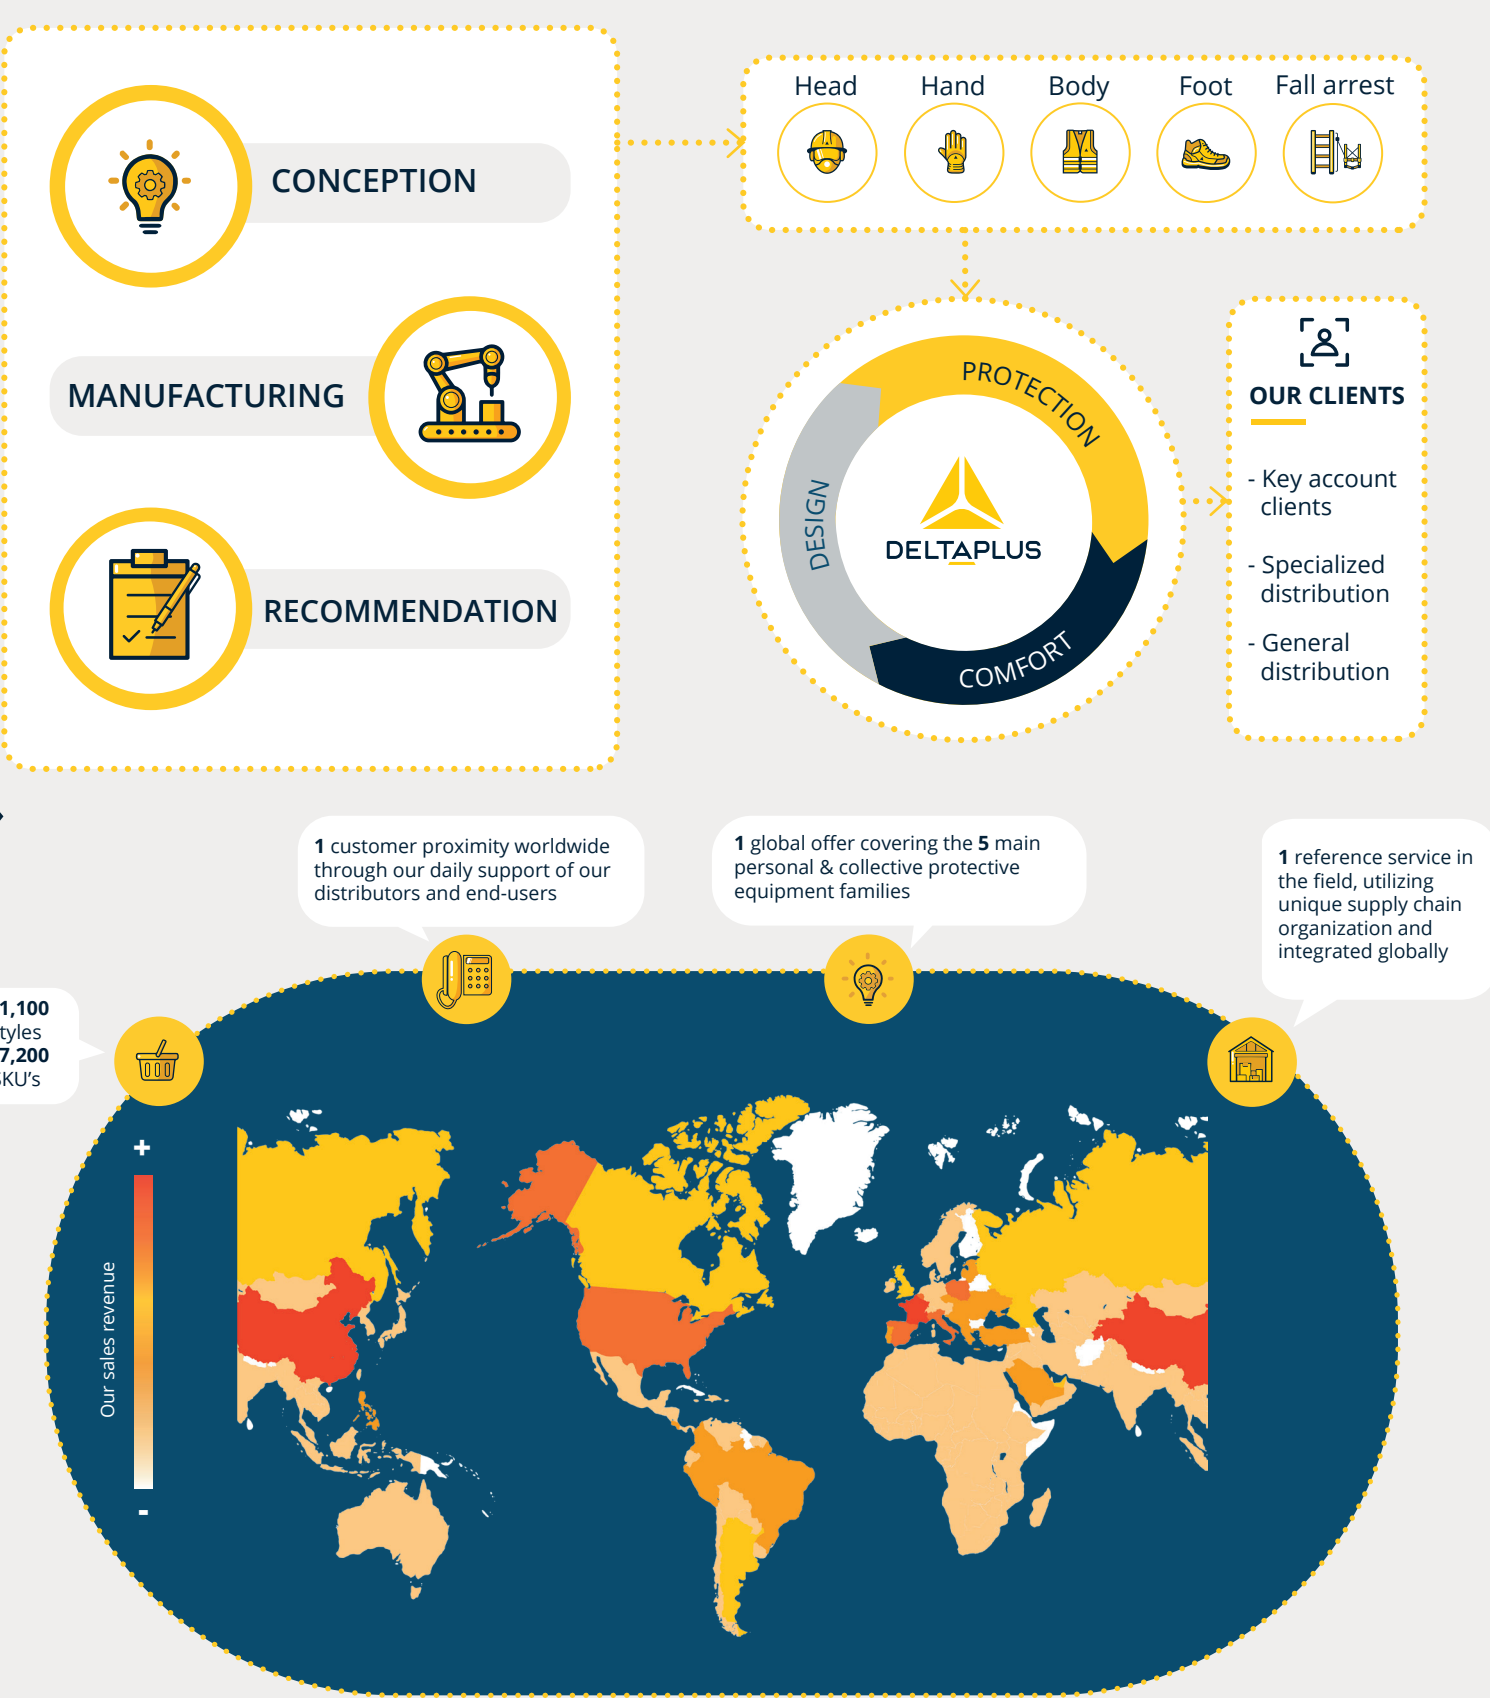 CONCEPTION
MANUFACTURING
RECOMMENDATION
Head
Hand
Body
Foot
Fall arrest
PROTECTION
DESIGN
COMFORT
DELTAPLUS
OUR CLIENTS
- Key account
clients
- Specialized
distribution
- General
distribution
1 customer proximity worldwide
through our daily support of our
distributors and end-users
1 global offer covering the 5 main
personal & collective protective
equipment families
1 reference service in
the field, utilizing
unique supply chain
organization and
integrated globally
1,100
tyles
7,200
KU's
+
Our sales revenue
-